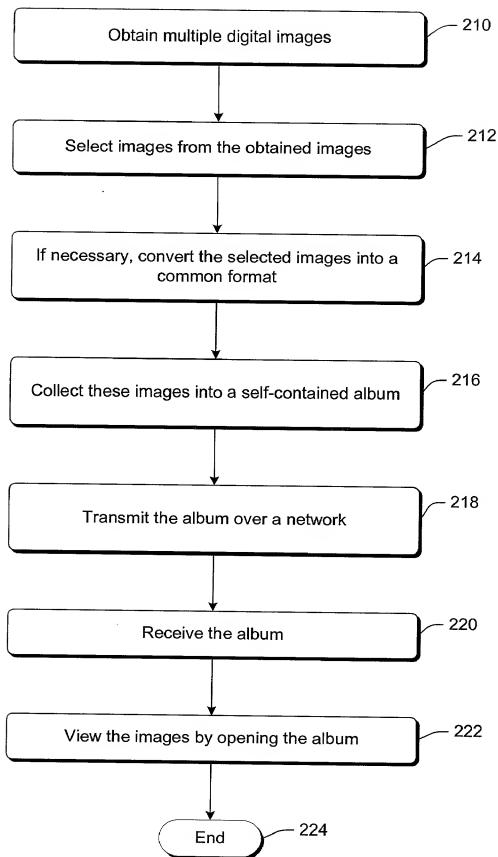 Obtain multiple digital images
210
Select images from the obtained images
212
If necessary, convert the selected images into a
common format
214
Collect these images into a self-contained album
216
Transmit the album over a network
218
Receive the album
220
View the images by opening the album
222
End
224